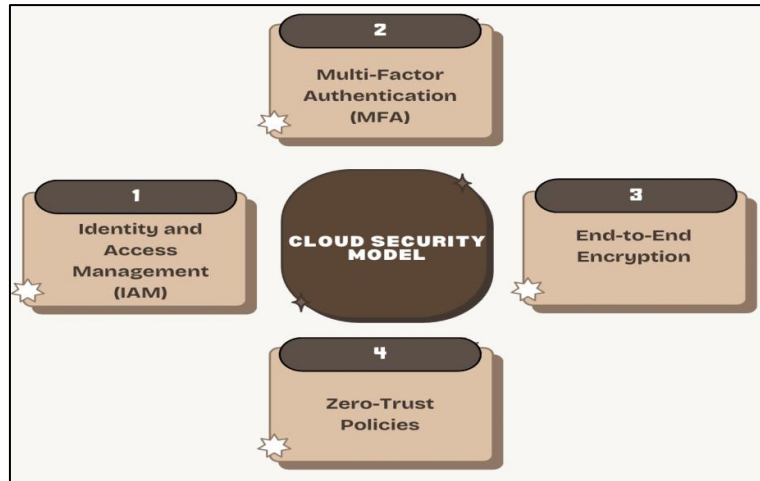 2
Multi-Factor
Authentication
(MFA)
1
Identity and
Access
Management
(IAM)
CLOUD SECURITY
MODEL
3
End-to-End
Encryption
4
Zero-Trust
Policies